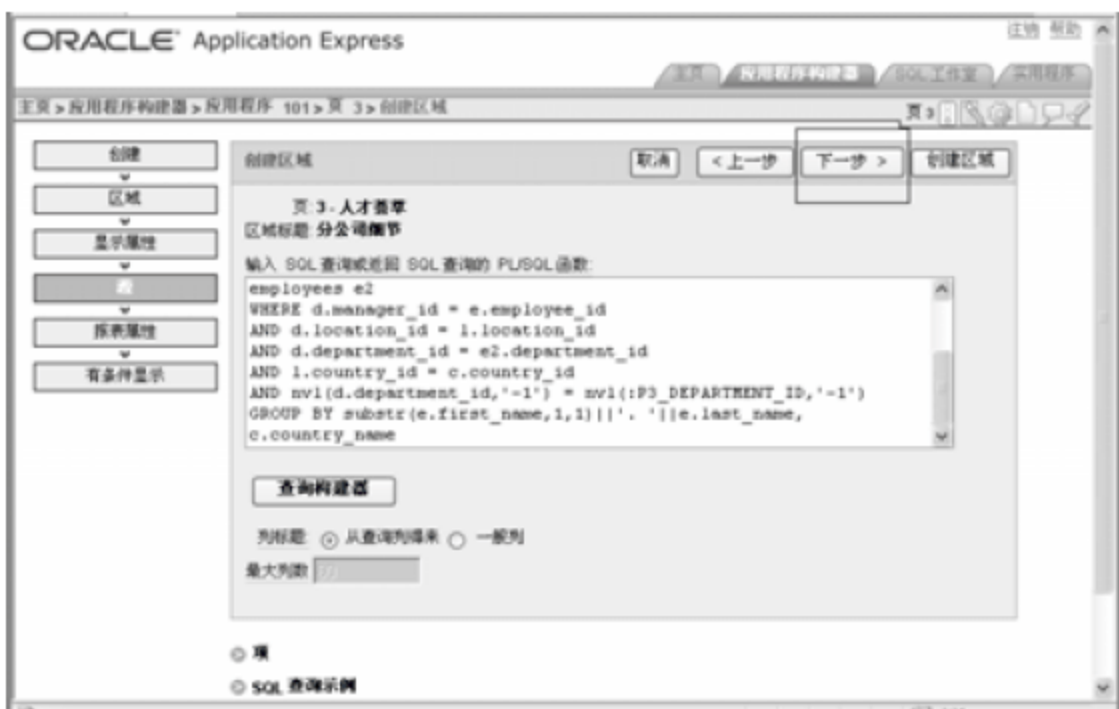 注销 帮助
ORACLE Application Express
主页 应用程序构建器 SQL 工作室 实用程序
主页 > 应用程序构建器 > 应用程序 101 > 页 3 > 创建区域
页 3
创建
区域
显示属性
报表属性
有条件显示
创建区域
取消
< 上一步
下一步 >
创建区域
页: 3 - 人才荟萃
区域标题: 分公司细节
输入 SQL 查询或返回 SQL 查询的 PL/SQL 函数:
employees e2
WHERE d.manager_id = e.employee_id
AND d.location_id = l.location_id
AND d.department_id = e2.department_id
AND l.country_id = c.country_id
AND nvl(d.department_id,'-1') = nvl(:P3_DEPARTMENT_ID,'-1')
GROUP BY substr(e.first_name,1,1)||'. '||e.last_name,
c.country_name
查询构建器
列标题: 从查询列得来 一般列
最大列数
项
SQL 查询示例